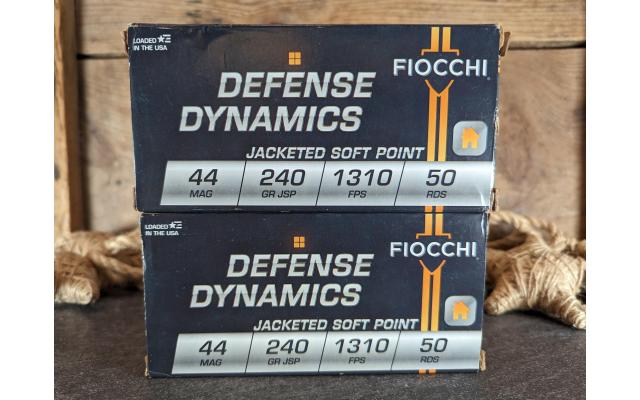 LOADED
IN THE USA
FIOCCHI
DEFENSE
DYNAMICS
JACKETED SOFT POINT
44 240 1310 50
MAG GR JSP FPS RDS
LOADED
IN THE USA
FIOCCHI
DEFENSE
DYNAMICS
JACKETED SOFT POINT
44 240 1310 50
MAG GR JSP FPS RDS